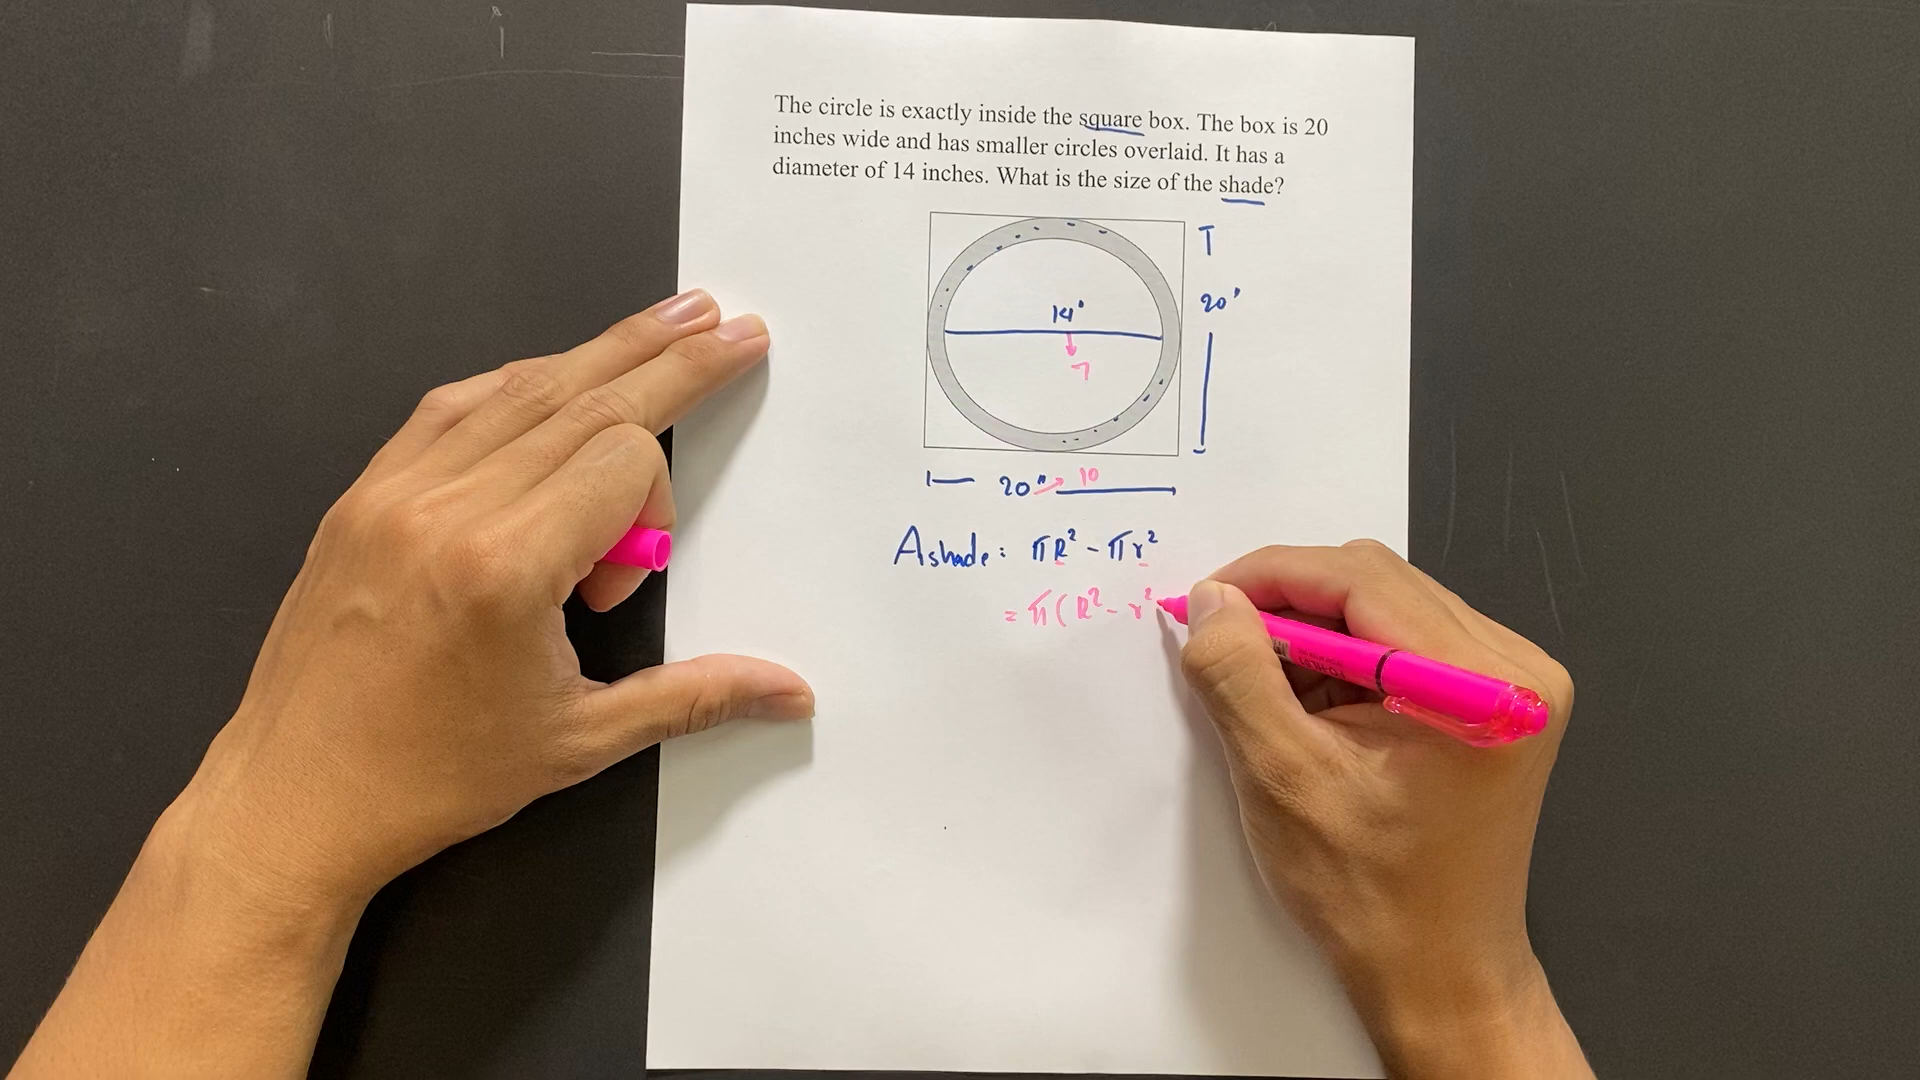 The circle is exactly inside the square box. The box is 20
inches wide and has smaller circles overlaid. It has a
diameter of 14 inches. What is the size of the shade?
14"
7
20"
20" → 10
A shade: πR² - πr²
= π(R² - r²